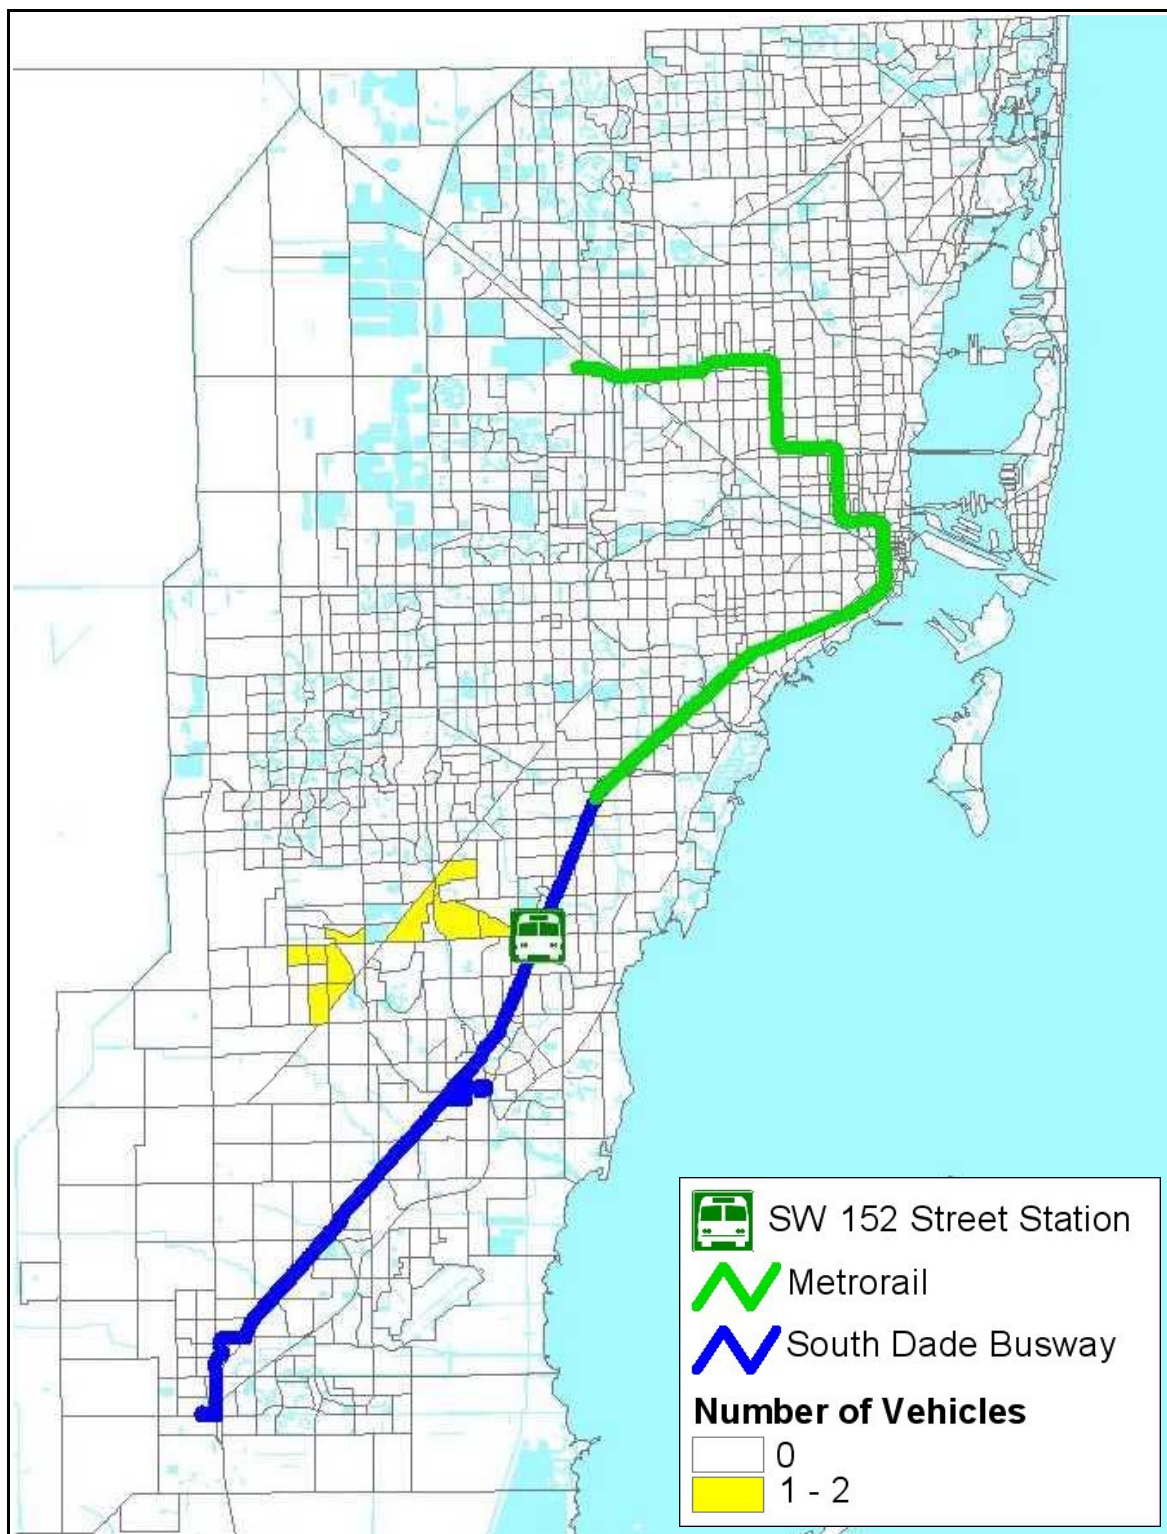 SW 152 Street Station
Metrorail
South Dade Busway
Number of Vehicles
0
1 - 2